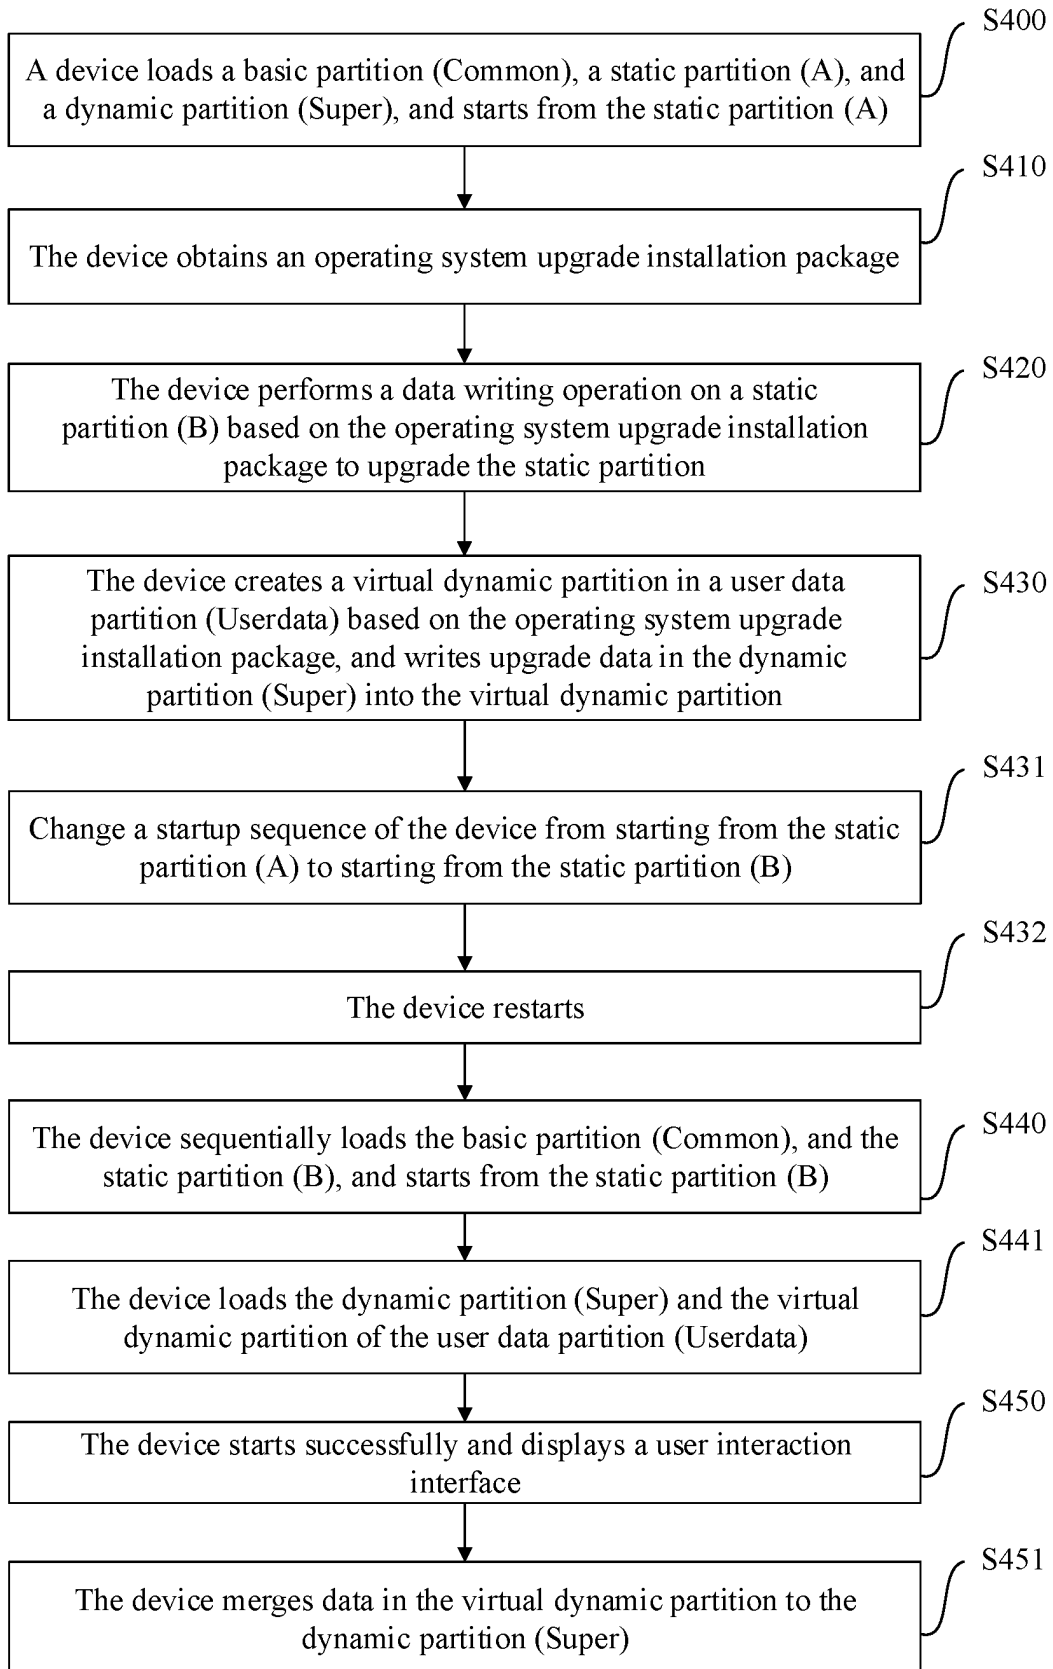 S400
A device loads a basic partition (Common), a static partition (A), and
a dynamic partition (Super), and starts from the static partition (A)
S410
The device obtains an operating system upgrade installation package
S420
The device performs a data writing operation on a static
partition (B) based on the operating system upgrade installation
package to upgrade the static partition
S430
The device creates a virtual dynamic partition in a user data
partition (Userdata) based on the operating system upgrade
installation package, and writes upgrade data in the dynamic
partition (Super) into the virtual dynamic partition
S431
Change a startup sequence of the device from starting from the static
partition (A) to starting from the static partition (B)
S432
The device restarts
S440
The device sequentially loads the basic partition (Common), and the
static partition (B), and starts from the static partition (B)
S441
The device loads the dynamic partition (Super) and the virtual
dynamic partition of the user data partition (Userdata)
S450
The device starts successfully and displays a user interaction
interface
S451
The device merges data in the virtual dynamic partition to the
dynamic partition (Super)